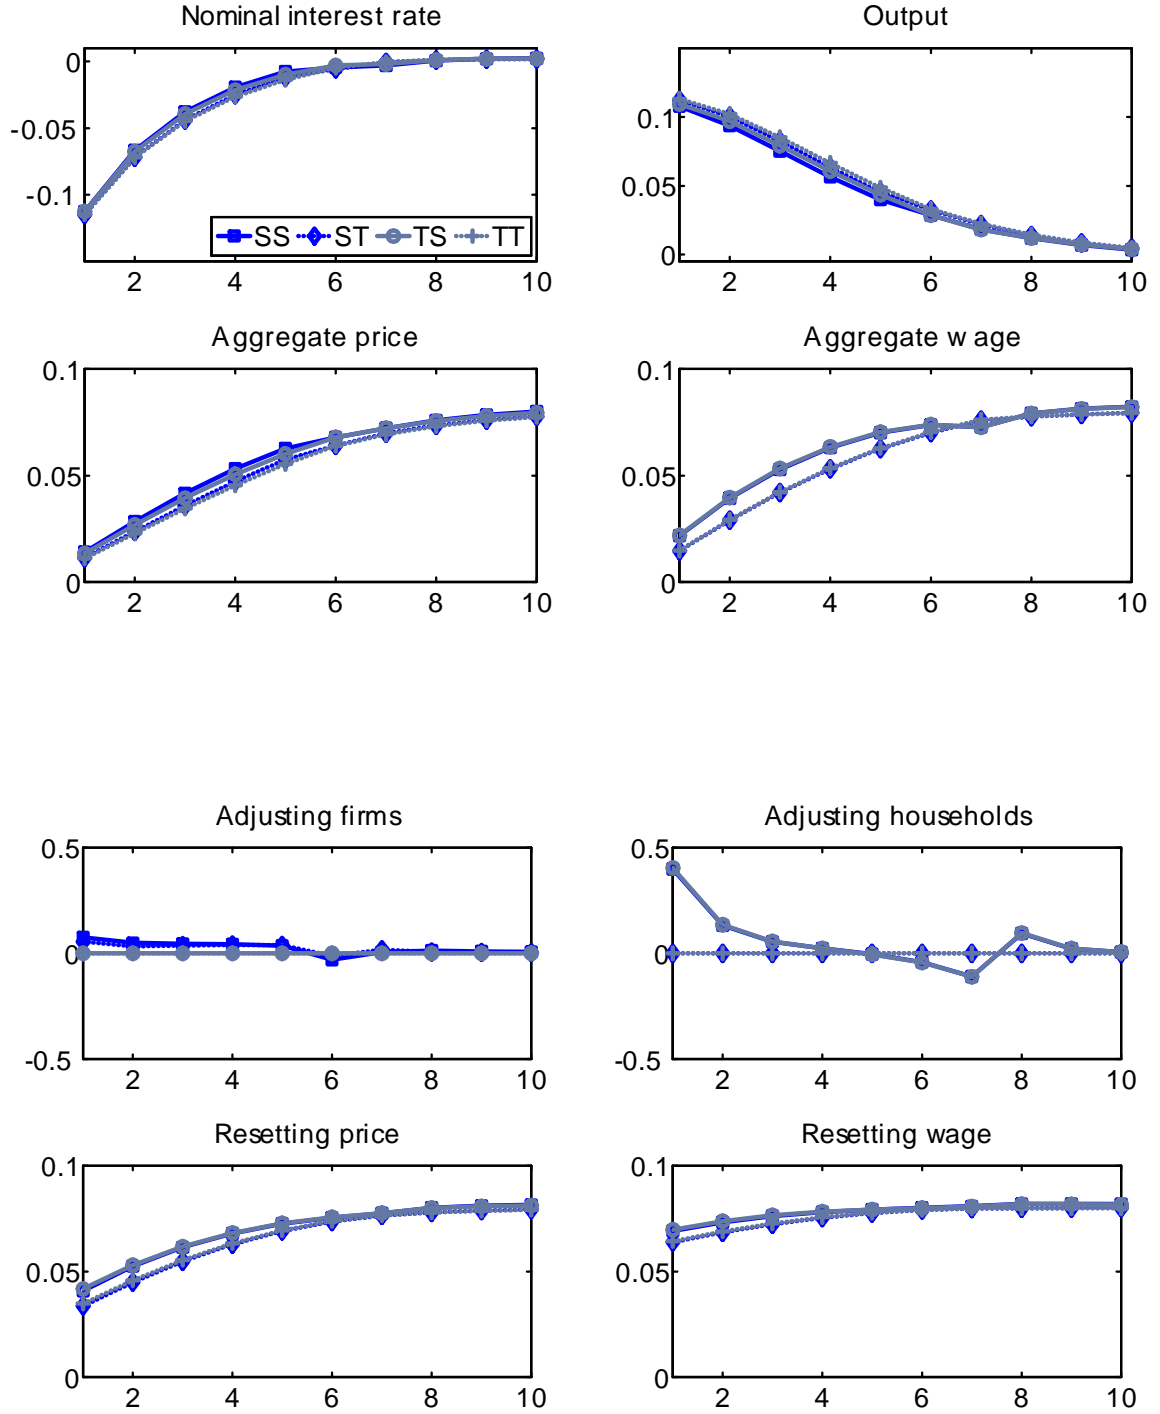 Nominal interest rate
0
-0.05
-0.1
SS ST TS TT
2 4 6 8 10
Output
0.1
0.05
0
2 4 6 8 10
Aggregate price
0.1
0.05
0
2 4 6 8 10
Aggregate wage
0.1
0.05
0
2 4 6 8 10
Adjusting firms
0.5
0
-0.5
2 4 6 8 10
Adjusting households
0.5
0
-0.5
2 4 6 8 10
Resetting price
0.1
0.05
0
2 4 6 8 10
Resetting wage
0.1
0.05
0
2 4 6 8 10